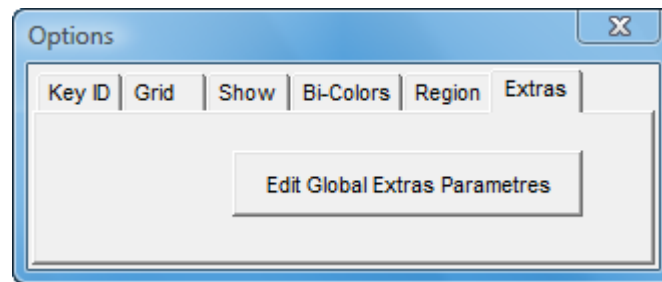 Options
Key ID Grid Show Bi-Colors Region Extras
Edit Global Extras Parametres